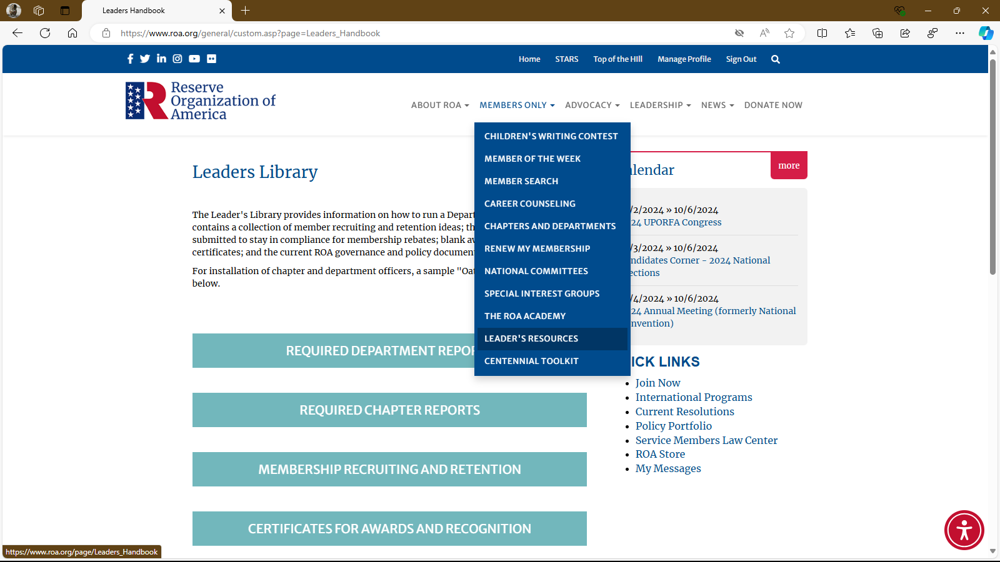 Leaders Handbook
https://www.roa.org/general/custom.asp?page=Leaders_Handbook
Home STARS Top of the HIll Manage Profile Sign Out
Reserve
Organization of
America
ABOUT ROA MEMBERS ONLY ADVOCACY LEADERSHIP NEWS DONATE NOW
CHILDREN'S WRITING CONTEST
MEMBER OF THE WEEK
MEMBER SEARCH
CAREER COUNSELING
CHAPTERS AND DEPARTMENTS
RENEW MY MEMBERSHIP
NATIONAL COMMITTEES
SPECIAL INTEREST GROUPS
THE ROA ACADEMY
LEADER'S RESOURCES
CENTENNIAL TOOLKIT
Leaders Library
The Leader's Library provides information on how to run a Depart
contains a collection of member recruiting and retention ideas; th
submitted to stay in compliance for membership rebates; blank aw
certificates; and the current ROA governance and policy documen
For installation of chapter and department officers, a sample "Oat
below.
REQUIRED DEPARTMENT REPOR
REQUIRED CHAPTER REPORTS
MEMBERSHIP RECRUITING AND RETENTION
CERTIFICATES FOR AWARDS AND RECOGNITION
alendar
more
/2/2024 » 10/6/2024
24 UPORFA Congress
/3/2024 » 10/6/2024
ndidates Corner - 2024 National
ections
/4/2024 » 10/6/2024
24 Annual Meeting (formerly National
nvention)
ICK LINKS
• Join Now
• International Programs
• Current Resolutions
• Policy Portfolio
• Service Members Law Center
• ROA Store
• My Messages
https://www.roa.org/page/Leaders_Handbook